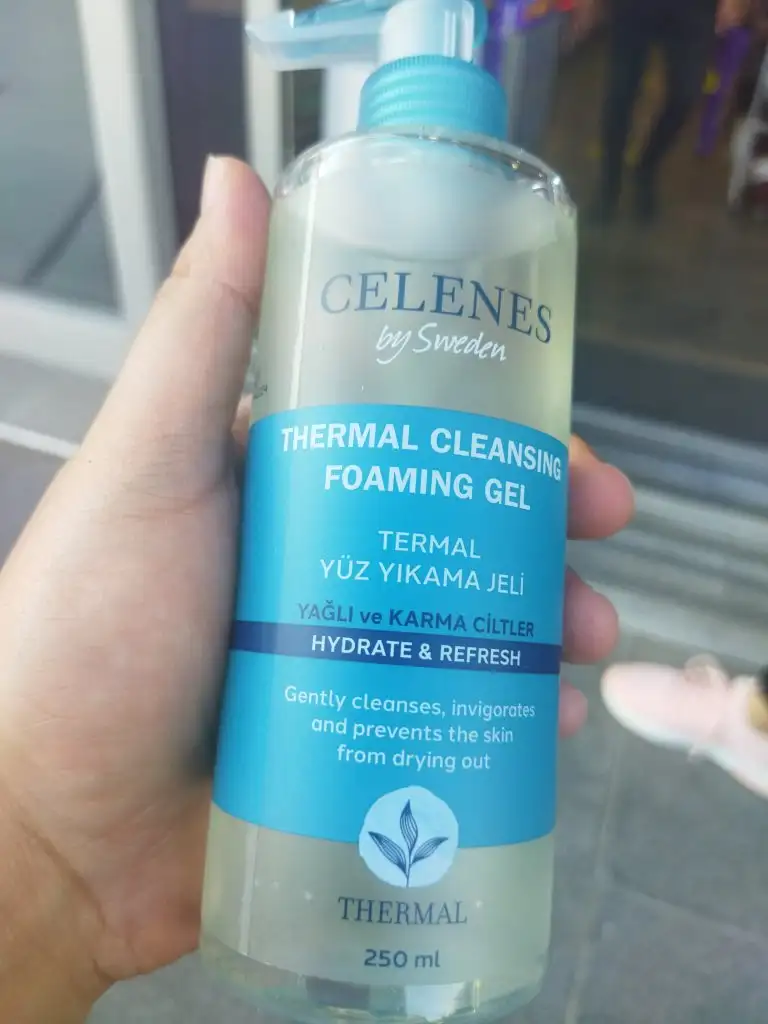 CELENES
by Sweden
THERMAL CLEANSING
FOAMING GEL
TERMAL
YÜZ YIKAMA JELİ
YAĞLI ve KARMA CİLTLER
HYDRATE & REFRESH
Gently cleanses, invigorates
and prevents the skin
from drying out
THERMAL
250 ml